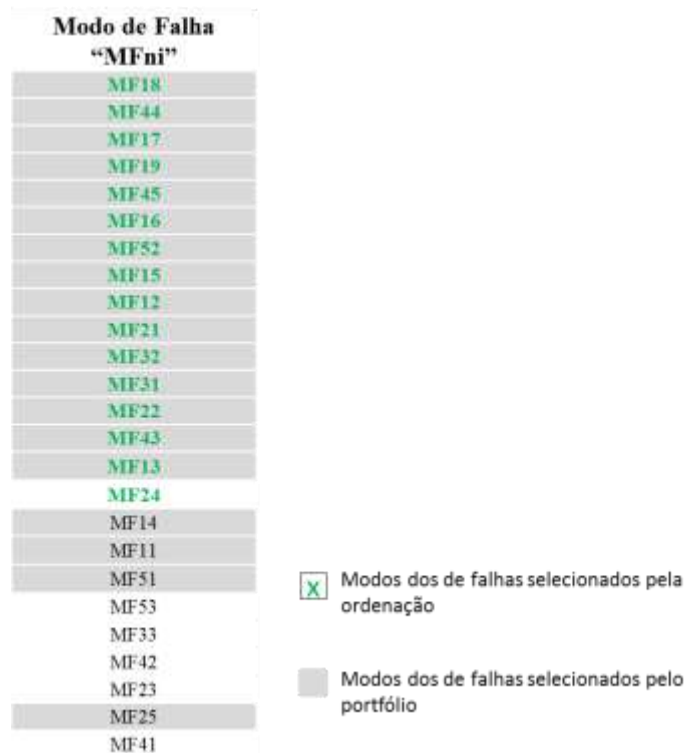 Modo de Falha
“MFni”
MF18
MF44
MF17
MF19
MF45
MF16
MF52
MF15
MF12
MF21
MF32
MF31
MF22
MF43
MF13
MF24
MF14
MF11
MF51
MF53
MF33
MF42
MF23
MF25
MF41
X Modos dos de falhas selecionados pela
ordenação
Modos dos de falhas selecionados pelo
portfólio